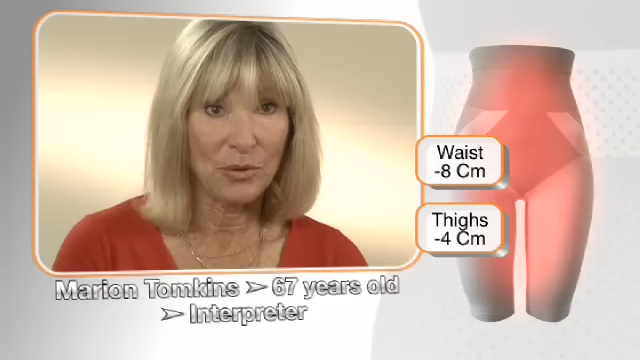 Waist
-8 Cm
Thighs
-4 Cm
Marion Tomkins ➢ 67 years old
➢ Interpreter